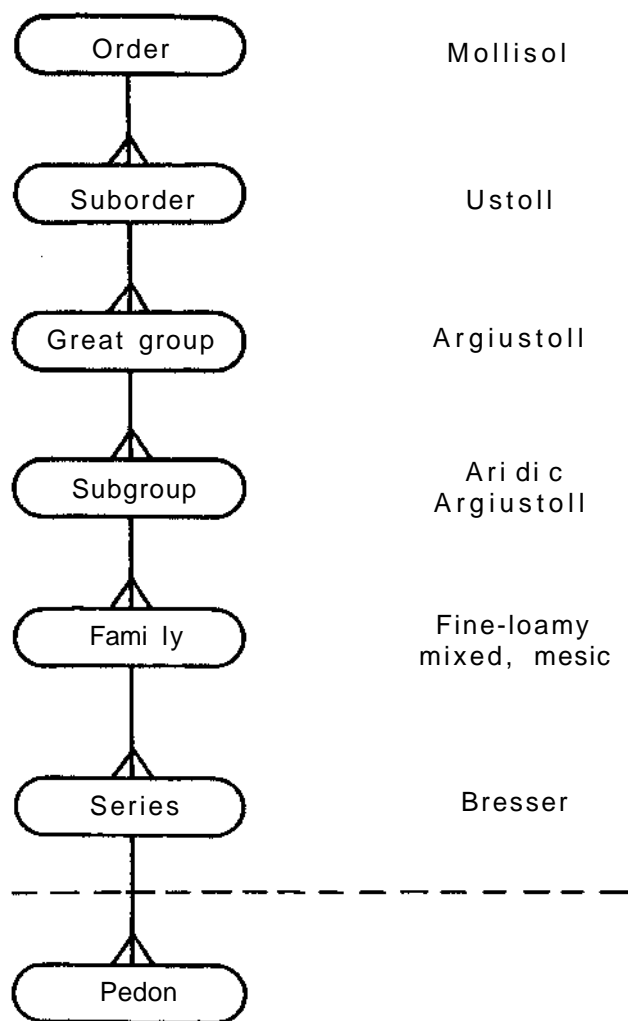 Order
Mollisol
Suborder
Ustoll
Great group
Argiustoll
Subgroup
Aridic
Argiustoll
Family
Fine-loamy
mixed, mesic
Series
Bresser
Pedon